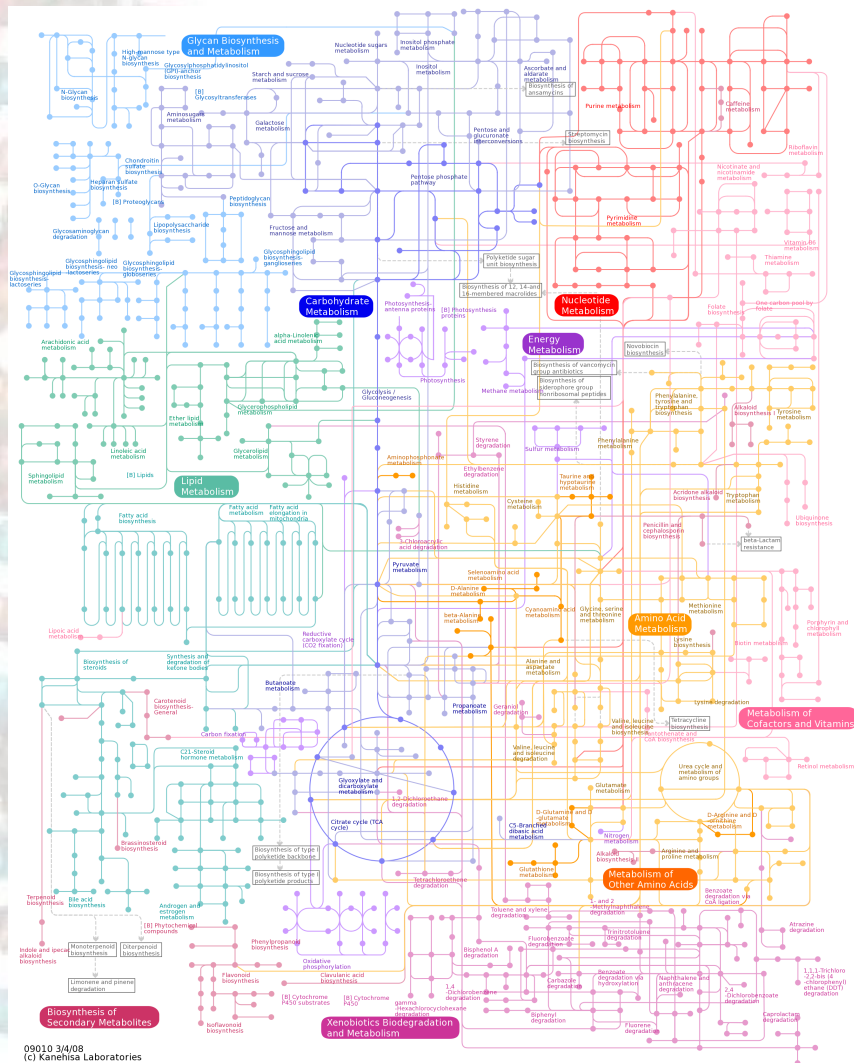 Glycan Biosynthesis
and Metabolism
Nucleotide sugars
metabolism
Inositol phosphate
metabolism
High-mannose type
N-glycan
biosynthesis
Glycosylphosphatidylinositol
(GPI)-anchor
biosynthesis
Inositol
metabolism
Ascorbate and
aldarate
metabolism
Starch and sucrose
metabolism
Biosynthesis of
ansamycins
N-Glycan
biosynthesis
[B]
Glycosyltransferases
Purine metabolism
Caffeine
metabolism
Aminosugars
metabolism
Galactose
metabolism
Pentose and
glucuronate
interconversions
Streptomycin
biosynthesis
Riboflavin
metabolism
Chondroitin
sulfate
biosynthesis
Nicotinate and
nicotinamide
metabolism
O-Glycan
biosynthesis
Heparan sulfate
biosynthesis
[B] Proteoglycans
Pentose phosphate
pathway
Peptidoglycan
biosynthesis
Glycosaminoglycan
degradation
Lipopolysaccharide
biosynthesis
Fructose and
mannose metabolism
Pyrimidine
metabolism
Vitamin B6
metabolism
Glycosphingolipid
biosynthesis-
lactoseries
Glycosphingolipid
biosynthesis- neo
-lactoseries
Glycosphingolipid
biosynthesis-
globoseries
Glycosphingolipid
biosynthesis-
ganglioseries
Polyketide sugar
unit biosynthesis
Thiamine
metabolism
Biosynthesis of 12, 14-and
16-membered macrolides
Carbohydrate
Metabolism
Photosynthesis-
antenna proteins
[B] Photosynthesis
proteins
Nucleotide
Metabolism
Folate
biosynthesis
One carbon pool by
folate
Arachidonic acid
metabolism
alpha-Linolenic
acid metabolism
Energy
Metabolism
Novobiocin
biosynthesis
Photosynthesis
Methane metabolism
Biosynthesis of vancomycin
group antibiotics
Biosynthesis of
siderophore group
Nonribosomal peptides
Glycolysis /
Gluconeogenesis
Phenylalanine,
tyrosine and
tryptophan
biosynthesis
Alkaloid
biosynthesis I
Tyrosine
metabolism
Ether lipid
metabolism
Glycerophospholipid
metabolism
Linoleic acid
metabolism
Glycerolipid
metabolism
Styrene
degradation
Sulfur metabolism
Phenylalanine
metabolism
Sphingolipid
metabolism
[B] Lipids
Lipid
Metabolism
Aminophosphonate
metabolism
Ethylbenzene
degradation
Taurine and
hypotaurine
metabolism
Histidine
metabolism
Cysteine
metabolism
Acridone alkaloid
biosynthesis
Tryptophan
metabolism
Fatty acid
biosynthesis
Fatty acid
metabolism
Fatty acid
elongation in
mitochondria
3-Chloroacrylic
acid degradation
Penicillin and
cephalosporin
biosynthesis
beta-Lactam
resistance
Ubiquinone
biosynthesis
Pyruvate
metabolism
Selenoamino acid
metabolism
D-Alanine
metabolism
beta-Alanine
metabolism
Cyanoamino acid
metabolism
Glycine, serine
and threonine
metabolism
Methionine
metabolism
Amino Acid
Metabolism
Lipoic acid
metabolism
Reductive
carboxylate cycle
(CO2 fixation)
Lysine
biosynthesis
Biotin metabolism
Porphyrin and
chlorophyll
metabolism
Biosynthesis of
steroids
Synthesis and
degradation of
ketone bodies
Butanoate
metabolism
Alanine and
aspartate
metabolism
Carotenoid
biosynthesis-
General
Propanoate
metabolism
Geraniol
degradation
Lysine degradation
Metabolism of
Cofactors and Vitamins
Carbon fixation
Valine, leucine
and isoleucine
biosynthesis
Tetracycline
biosynthesis
Pantothenate and
CoA biosynthesis
C21-Steroid
hormone metabolism
Valine, leucine
and isoleucine
degradation
Urea cycle and
metabolism of
amino groups
Retinol metabolism
Glyoxylate and
dicarboxylate
metabolism
1,2-Dichloroethane
degradation
Glutamate
metabolism
Citrate cycle (TCA
cycle)
C5-Branched
dibasic acid
metabolism
D-Glutamine and D
-glutamate
metabolism
D-Arginine and D
-ornithine
metabolism
Nitrogen
metabolism
Brassinosteroid
biosynthesis
Biosynthesis of type II
polyketide backbone
Alkaloid
biosynthesis II
Arginine and
proline metabolism
Biosynthesis of type II
polyketide products
Tetrachloroethene
degradation
Glutathione
metabolism
Metabolism of
Other Amino Acids
Terpenoid
biosynthesis
Bile acid
biosynthesis
Androgen and
estrogen
metabolism
Benzoate
degradation via
CoA ligation
1- and 2
-Methylnaphthalene
degradation
Toluene and xylene
degradation
[B] Phytochemical
compounds
Trinitrotoluene
degradation
Atrazine
degradation
Indole and ipecac
alkaloid
biosynthesis
Monoterpenoid
biosynthesis
Diterpenoid
biosynthesis
Phenylpropanoid
biosynthesis
Oxidative
phosphorylation
Bisphenol A
degradation
Fluorobenzoate
degradation
Limonene and pinene
degradation
Flavonoid
biosynthesis
Clavulanic acid
biosynthesis
Carbazole
degradation
Benzoate
degradation via
hydroxylation
Naphthalene and
anthracene
degradation
1,1,1-Trichloro
-2,2-bis (4
-chlorophenyl)
ethane (DDT)
degradation
[B] Cytochrome
P450 substrates
[B] Cytochrome
P450
gamma
-Hexachlorocyclohexane
degradation
1,4
-Dichlorobenzene
degradation
2,4
-Dichlorobenzoate
degradation
Biosynthesis of
Secondary Metabolites
Isoflavonoid
biosynthesis
Xenobiotics Biodegradation
and Metabolism
Biphenyl
degradation
Fluorene
degradation
Caprolactam
degradation
09010 3/4/08
(c) Kanehisa Laboratories